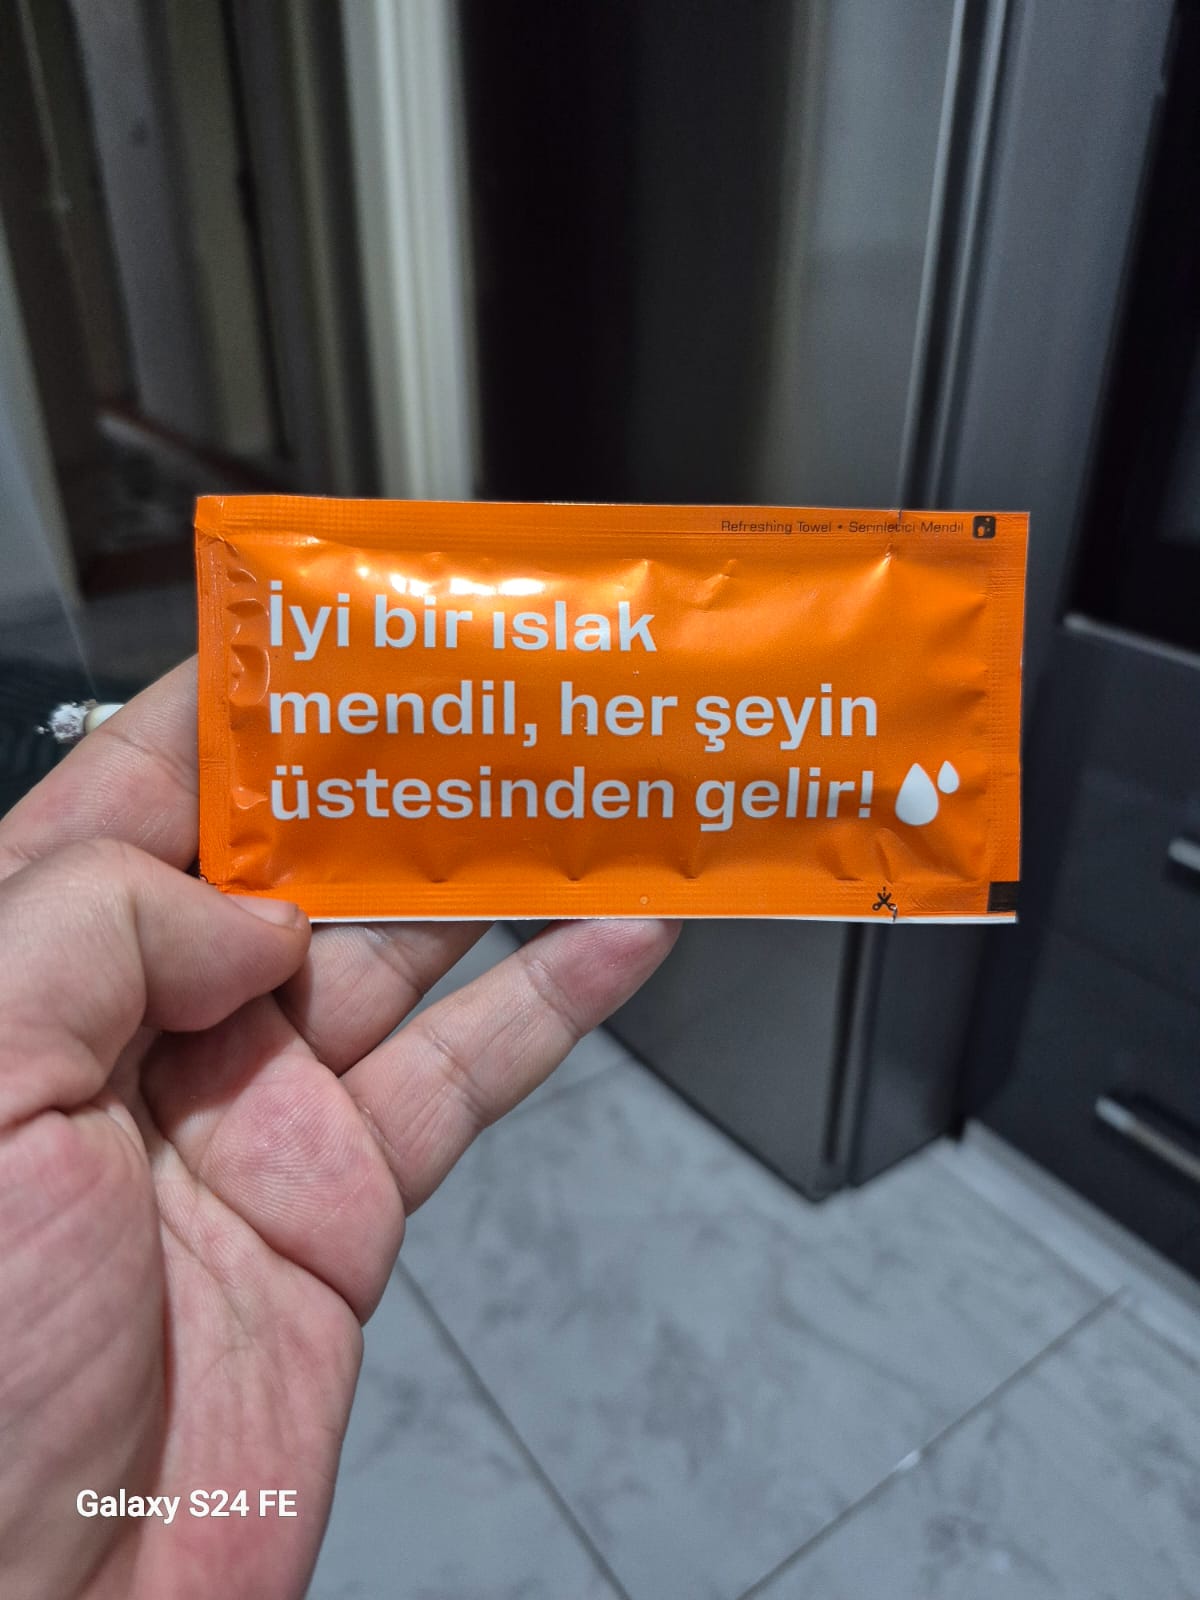 Refreshing Towel • Serinletici Mendil
İyi bir ıslak
mendil, her şeyin
üstesinden gelir!
Galaxy S24 FE